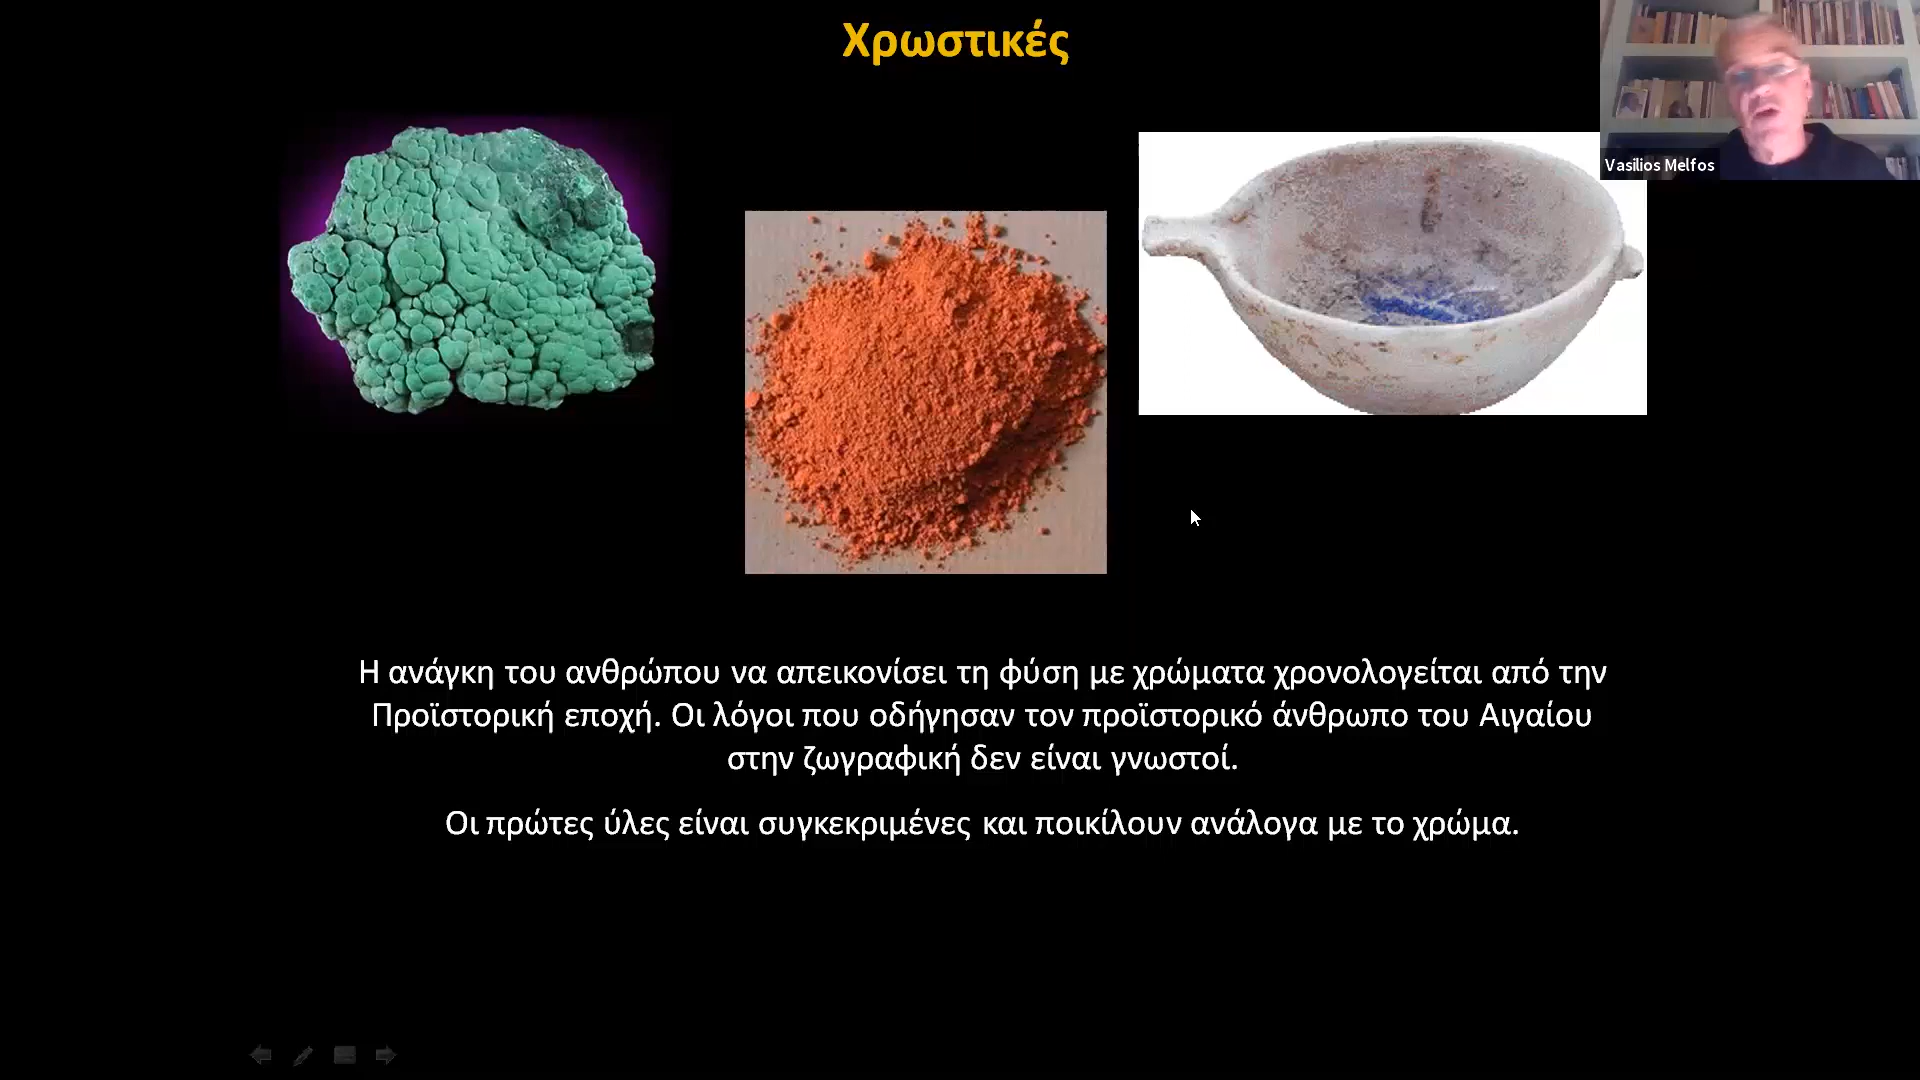 Χρωστικές
Vasilios Melfos
Η ανάγκη του ανθρώπου να απεικονίσει τη φύση με χρώματα χρονολογείται από την
Προϊστορική εποχή. Οι λόγοι που οδήγησαν τον προϊστορικό άνθρωπο του Αιγαίου
στην ζωγραφική δεν είναι γνωστοί.
Οι πρώτες ύλες είναι συγκεκριμένες και ποικίλουν ανάλογα με το χρώμα.